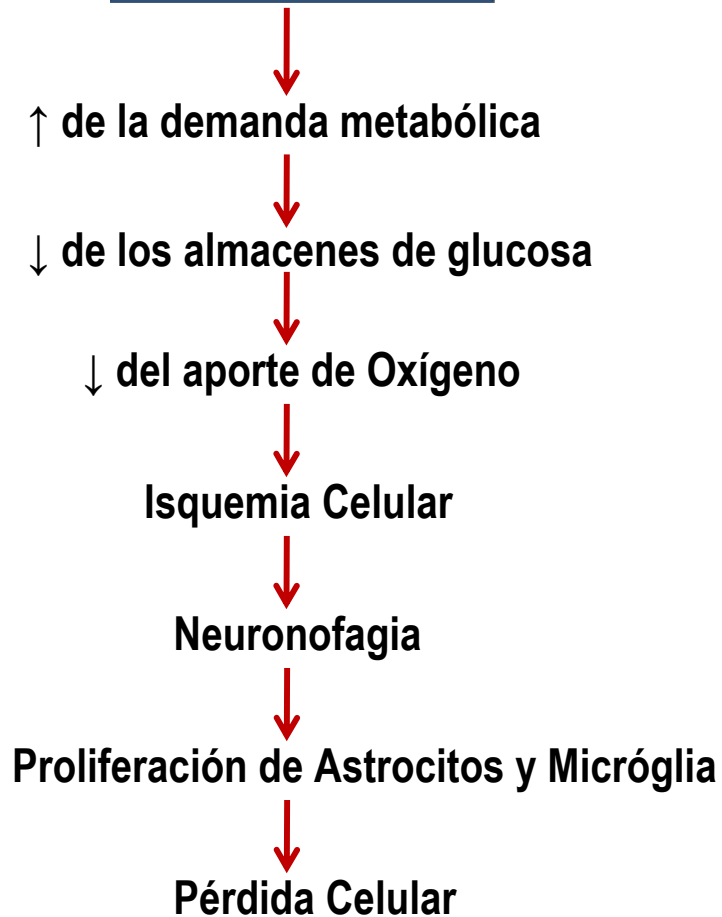 ↑ de la demanda metabólica
↓ de los almacenes de glucosa
↓ del aporte de Oxígeno
Isquemia Celular
Neuronofagia
Proliferación de Astrocitos y Micróglia
Pérdida Celular